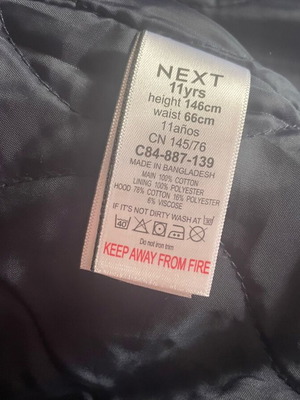 NEXT
11yrs
height 146cm
waist 66cm
11años
CN 145/76
C84-887-139
MADE IN BANGLADESH
MAIN 100% COTTON
LINING 100% POLYESTER
HOOD 78% COTTON 16% POLYESTER
6% VISCOSE
IF IT'S NOT DIRTY WASH AT 30
40
Do not iron trim
KEEP AWAY FROM FIRE